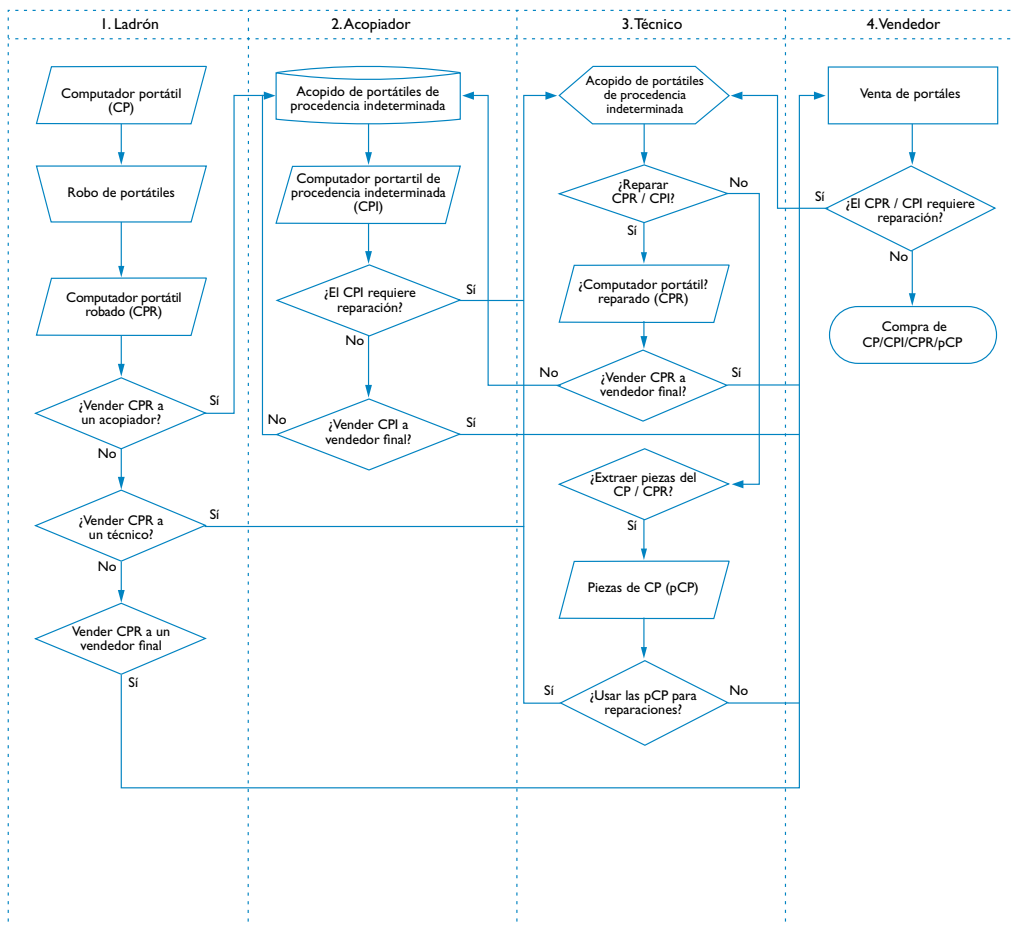 1. Ladrón
2. Acopiador
3. Técnico
4. Vendedor
Computador portátil
(CP)
Robo de portátiles
Computador portátil
robado (CPR)
¿Vender CPR a
un acopiador?
Sí
No
¿Vender CPR a
un técnico?
Sí
No
Vender CPR a un
vendedor final
Sí
Acopido de portátiles de
procedencia indeterminada
Computador portartil de
procedencia indeterminada
(CPI)
¿El CPI requiere
reparación?
Sí
No
¿Vender CPI a
vendedor final?
No
Sí
Acopido de portátiles
de procedencia
indeterminada
¿Reparar
CPR / CPI?
No
Sí
¿Computador portátil?
reparado (CPR)
¿Vender CPR a
vendedor final?
No
Sí
¿Extraer piezas del
CP / CPR?
Sí
Piezas de CP (pCP)
¿Usar las pCP para
reparaciones?
Sí
No
Venta de portáles
¿El CPR / CPI requiere
reparación?
Sí
No
Compra de
CP/CPI/CPR/pCP